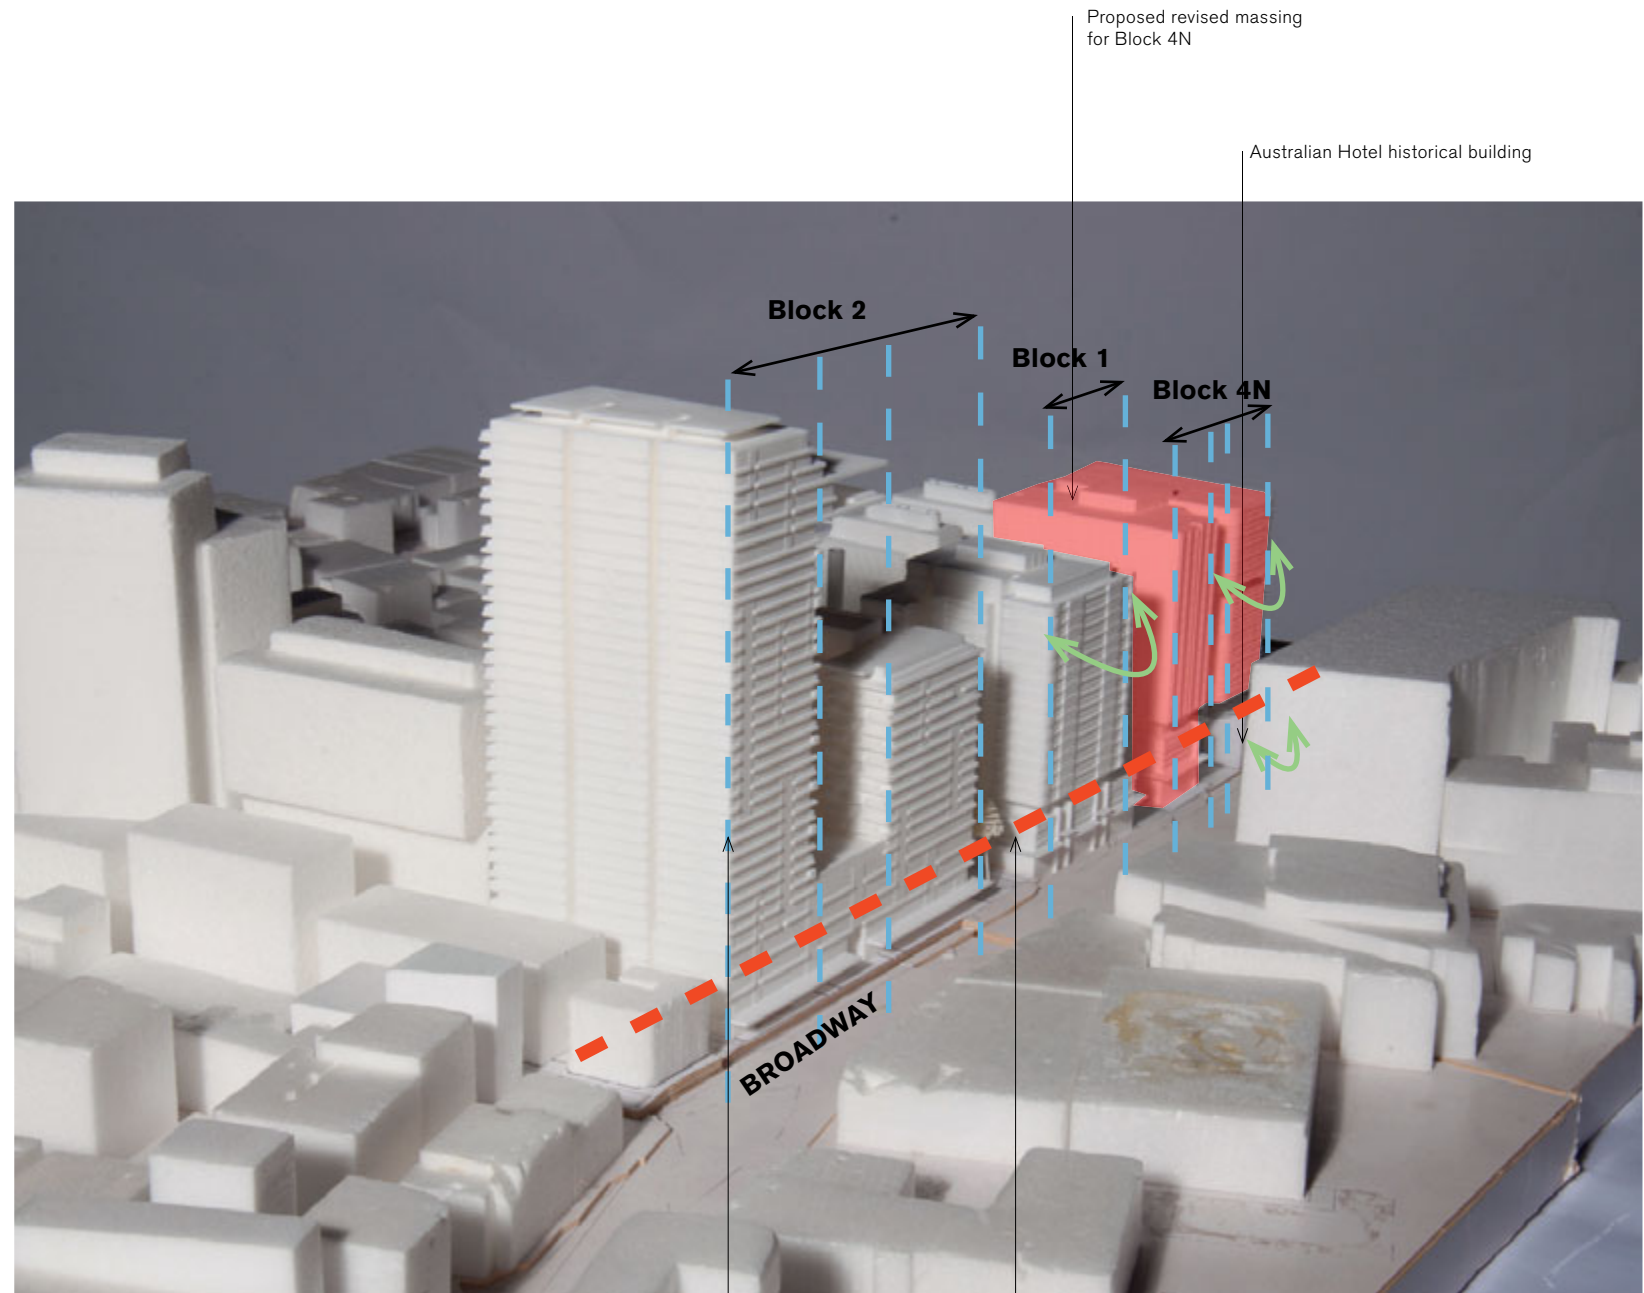 Proposed revised massing
for Block 4N
Australian Hotel historical building
Block 2
Block 1
Block 4N
BROADWAY